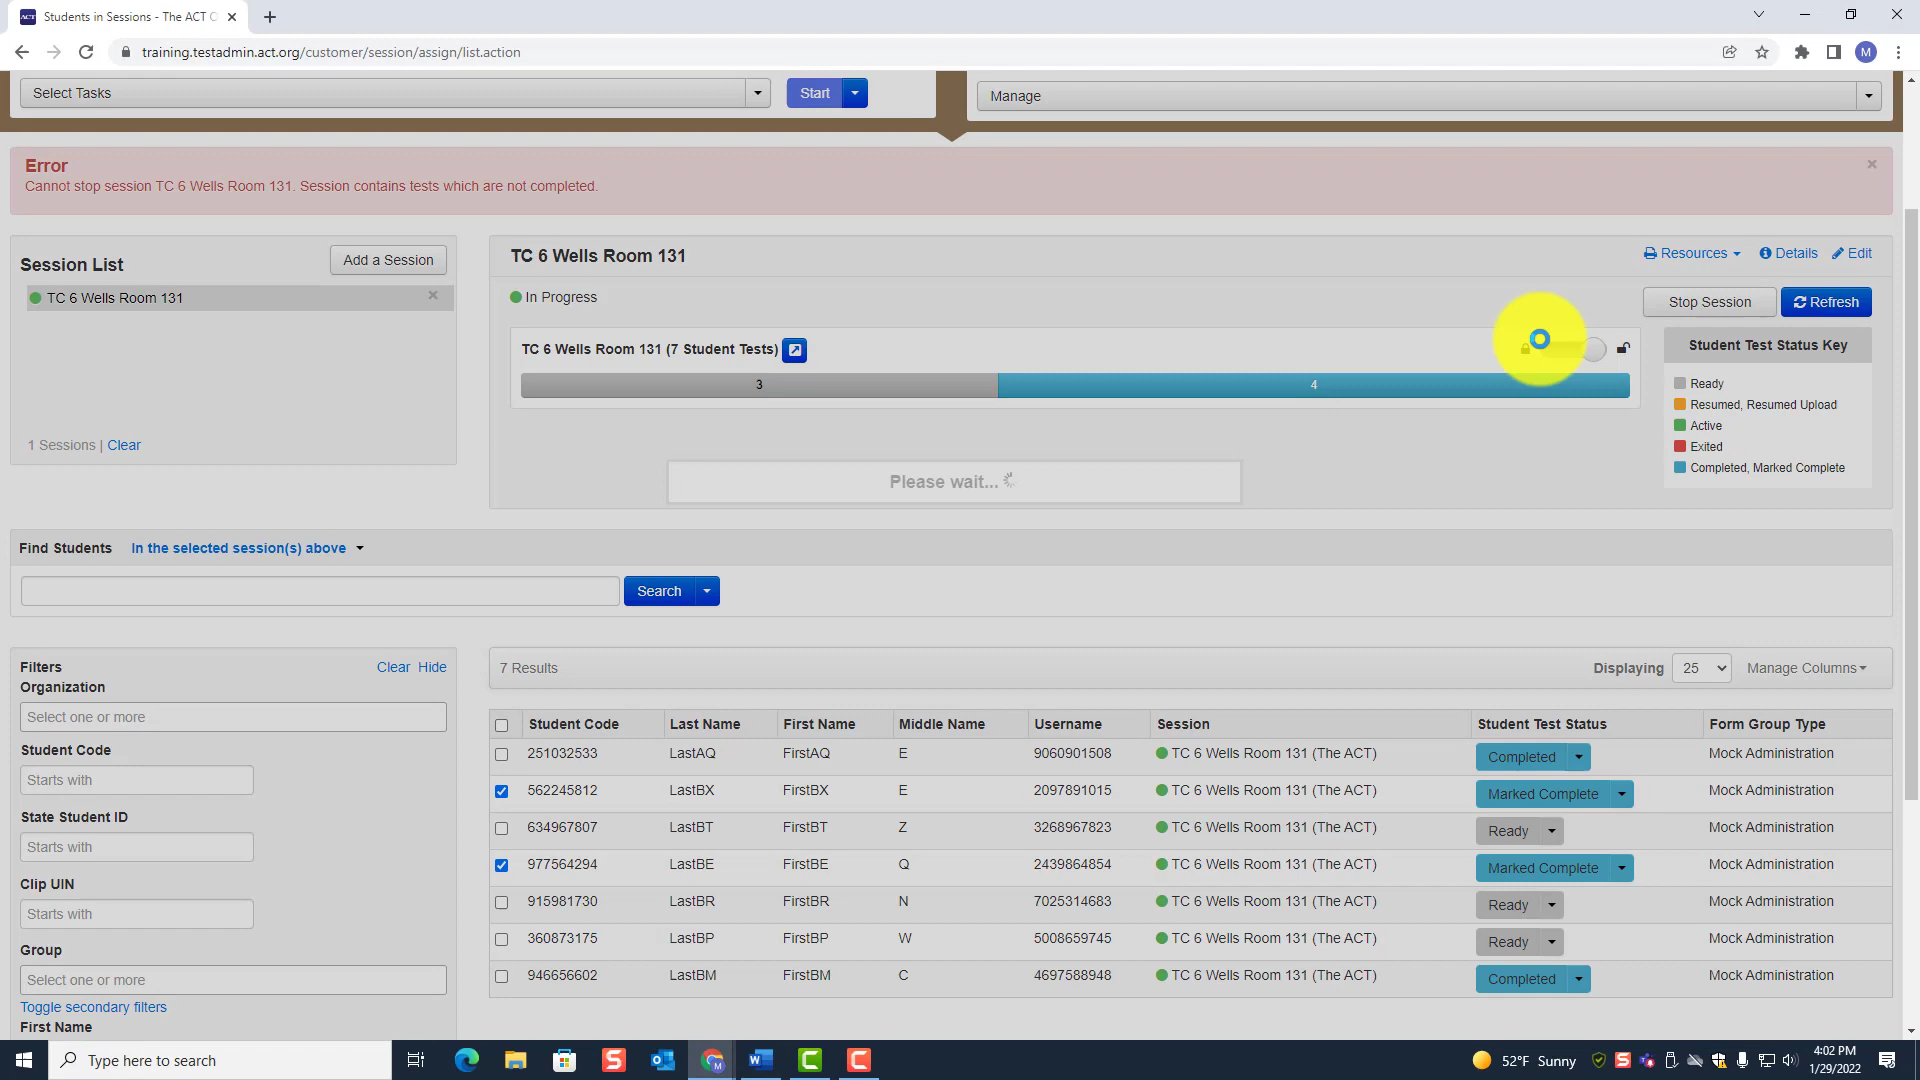 Students in Sessions - The ACT O
training.testadmin.act.org/customer/session/assign/list.action
M
Select Tasks
Start
Manage
Error
Cannot stop session TC 6 Wells Room 131. Session contains tests which are not completed.
Session List
Add a Session
TC 6 Wells Room 131
1 Sessions | Clear
TC 6 Wells Room 131
Resources
Details
Edit
In Progress
Stop Session
Refresh
TC 6 Wells Room 131 (7 Student Tests)
3
4
Student Test Status Key
Ready
Resumed, Resumed Upload
Active
Exited
Completed, Marked Complete
Please wait...
Find Students In the selected session(s) above
Search
Filters
Clear Hide
Organization
Select one or more
Student Code
Starts with
State Student ID
Starts with
Clip UIN
Starts with
Group
Select one or more
Toggle secondary filters
First Name
7 Results
Displaying 25 Manage Columns
Student Code Last Name First Name Middle Name Username Session Student Test Status Form Group Type
251032533 LastAQ FirstAQ E 9060901508 TC 6 Wells Room 131 (The ACT) Completed Mock Administration
562245812 LastBX FirstBX E 2097891015 TC 6 Wells Room 131 (The ACT) Marked Complete Mock Administration
634967807 LastBT FirstBT Z 3268967823 TC 6 Wells Room 131 (The ACT) Ready Mock Administration
977564294 LastBE FirstBE Q 2439864854 TC 6 Wells Room 131 (The ACT) Marked Complete Mock Administration
915981730 LastBR FirstBR N 7025314683 TC 6 Wells Room 131 (The ACT) Ready Mock Administration
360873175 LastBP FirstBP W 5008659745 TC 6 Wells Room 131 (The ACT) Ready Mock Administration
946656602 LastBM FirstBM C 4697588948 TC 6 Wells Room 131 (The ACT) Completed Mock Administration
Type here to search
52°F Sunny
4:02 PM
1/29/2022